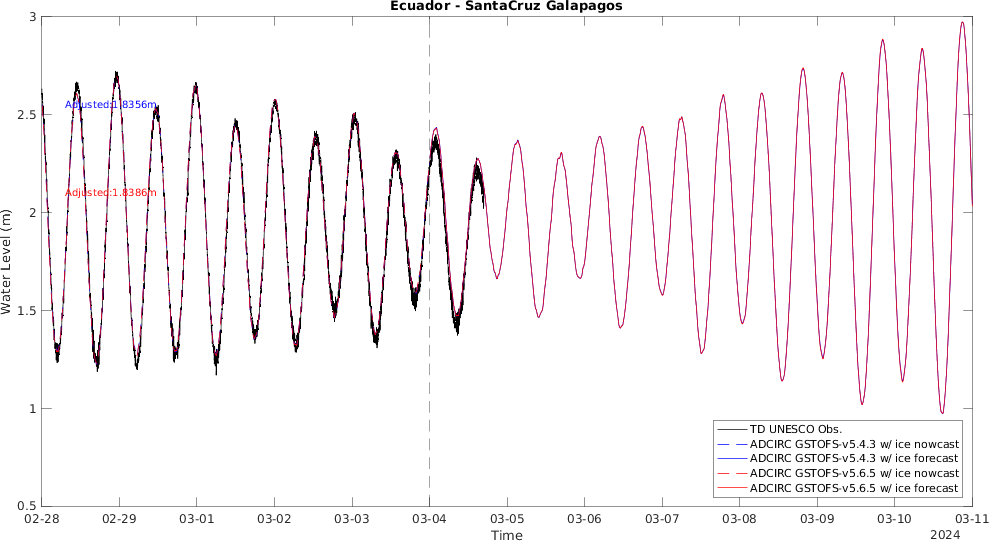 Ecuador - SantaCruz Galapagos
3
2.5
2
1.5
1
0.5
Water Level (m)
Adjusted:1.8356m
Adjusted:1.8386m
TD UNESCO Obs.
ADCIRC GSTOFS-v5.4.3 w/ ice nowcast
ADCIRC GSTOFS-v5.4.3 w/ ice forecast
ADCIRC GSTOFS-v5.6.5 w/ ice nowcast
ADCIRC GSTOFS-v5.6.5 w/ ice forecast
02-28 02-29 03-01 03-02 03-03 03-04 03-05 03-06 03-07 03-08 03-09 03-10 03-11
Time
2024